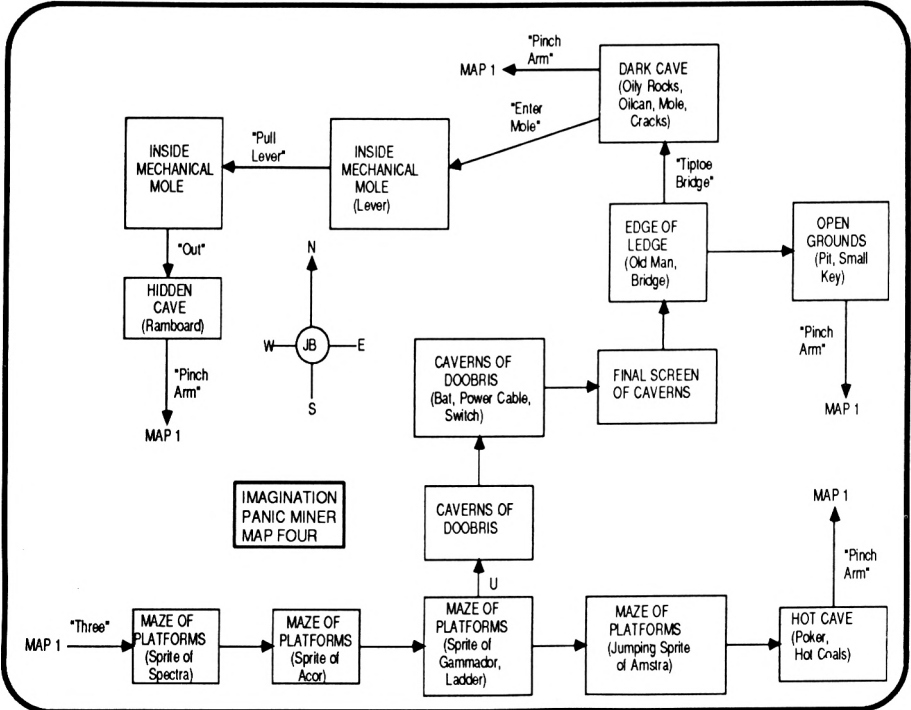 "Pinch
Arm"
MAP 1
DARK CAVE
(Oily Rocks,
Oilcan, Mole,
Cracks)
"Enter
Mole"
"Pull
Lever"
INSIDE
MECHANICAL
MOLE
INSIDE
MECHANICAL
MOLE
(Lever)
"Tiptoe
Bridge"
EDGE OF
LEDGE
(Old Man,
Bridge)
OPEN
GROUNDS
(Pit, Small
Key)
"Out"
N
HIDDEN
CAVE
(Ramboard)
W
JB
E
S
"Pinch
Arm"
MAP 1
CAVERNS OF
DOOBRIS
(Bat, Power Cable,
Switch)
FINAL SCREEN
OF CAVERNS
"Pinch
Arm"
MAP 1
IMAGINATION
PANIC MINER
MAP FOUR
CAVERNS OF
DOOBRIS
MAP 1
"Pinch
Arm"
U
MAP 1
"Three"
MAZE OF
PLATFORMS
(Sprite of
Spectra)
MAZE OF
PLATFORMS
(Sprite of
Acor)
MAZE OF
PLATFORMS
(Sprite of
Gammador,
Ladder)
MAZE OF
PLATFORMS
(Jumping Sprite
of Amstra)
HOT CAVE
(Poker,
Hot Coals)